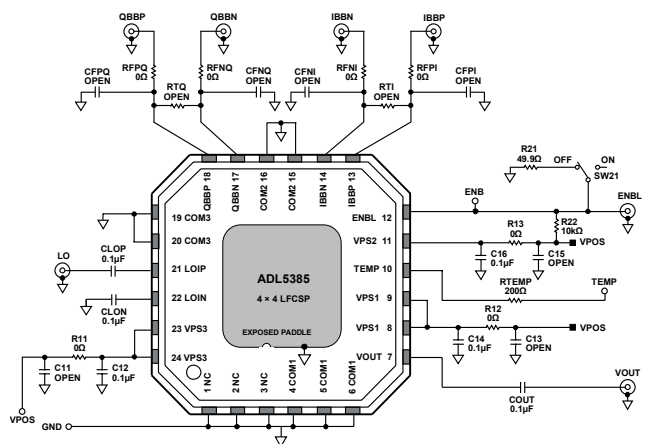 QBBP
QBBN
IBBN
IBBP
RFPQ
0Ω
RFNQ
0Ω
RFNI
0Ω
RFPI
0Ω
CFPQ
OPEN
RTQ
OPEN
CFNQ
OPEN
CFNI
OPEN
RTI
OPEN
CFPI
OPEN
R21
49.9Ω
OFF
ON
SW21
QBBP 18
QBBN 17
COM2 16
COM2 15
IBBN 14
IBBP 13
ENB
ENBL
19 COM3
ENBL 12
R13
0Ω
R22
10kΩ
20 COM3
VPS2 11
VPOS
C16
0.1µF
C15
OPEN
LO
CLOP
0.1µF
21 LOIP
ADL5385
4 × 4 LFCSP
TEMP 10
RTEMP
200Ω
TEMP
CLON
0.1µF
22 LOIN
VPS1 9
R12
0Ω
23 VPS3
EXPOSED PADDLE
VPS1 8
VPOS
R11
0Ω
C14
0.1µF
C13
OPEN
24 VPS3
VOUT 7
C11
OPEN
C12
0.1µF
1 NC
2 NC
3 NC
4 COM1
5 COM1
6 COM1
VOUT
COUT
0.1µF
VPOS
GND